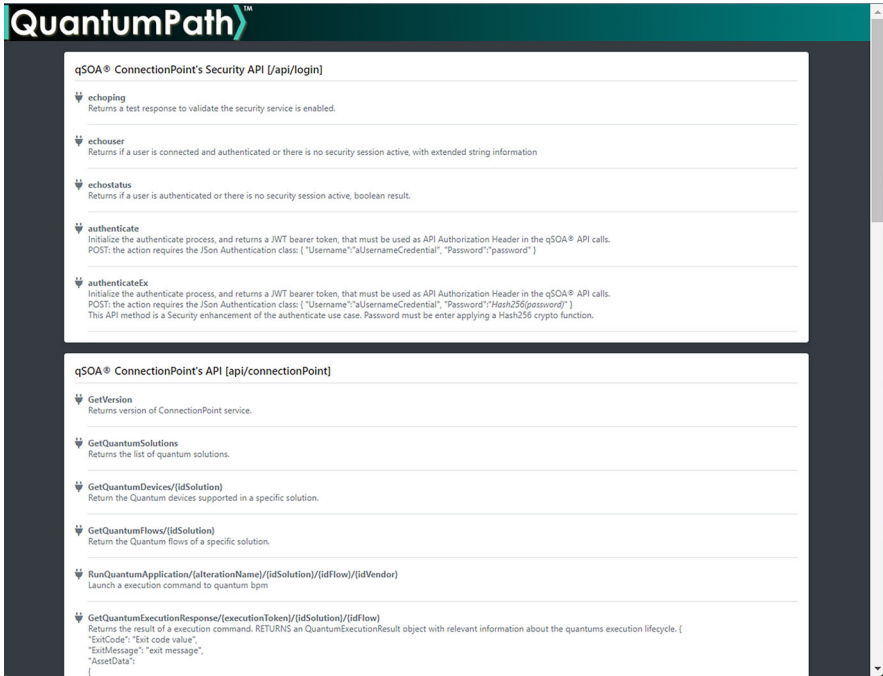 QuantumPath⟩™
qSOA® ConnectionPoint's Security API [/api/login]
echoping
Returns a test response to validate the security service is enabled.
echouser
Returns if a user is connected and authenticated or there is no security session active, with extended string information
echostatus
Returns if a user is authenticated or there is no security session active, boolean result.
authenticate
Initialize the authenticate process, and returns a JWT bearer token, that must be used as API Authorization Header in the qSOA® API calls.
POST: the action requires the JSon Authentication class: { "Username":"aUsernameCredential", "Password":"password" }
authenticateEx
Initialize the authenticate process, and returns a JWT bearer token, that must be used as API Authorization Header in the qSOA® API calls.
POST: the action requires the JSon Authentication class: { "Username":"aUsernameCredential", "Password":"Hash256(password)" }
This API method is a Security enhancement of the authenticate use case. Password must be enter applying a Hash256 crypto function.
qSOA® ConnectionPoint's API [api/connectionPoint]
GetVersion
Returns version of ConnectionPoint service.
GetQuantumSolutions
Returns the list of quantum solutions.
GetQuantumDevices/{idSolution}
Return the Quantum devices supported in a specific solution.
GetQuantumFlows/{idSolution}
Return the Quantum flows of a specific solution.
RunQuantumApplication/{alterationName}/{idSolution}/{idFlow}/{idVendor}
Launch a execution command to quantum bpm
GetQuantumExecutionResponse/{executionToken}/{idSolution}/{idFlow}
Returns the result of a execution command. RETURNS an QuantumExecutionResult object with relevant information about the quantums execution lifecycle. {
"ExitCode": "Exit code value",
"ExitMessage": "exit message",
"AssetData":
{